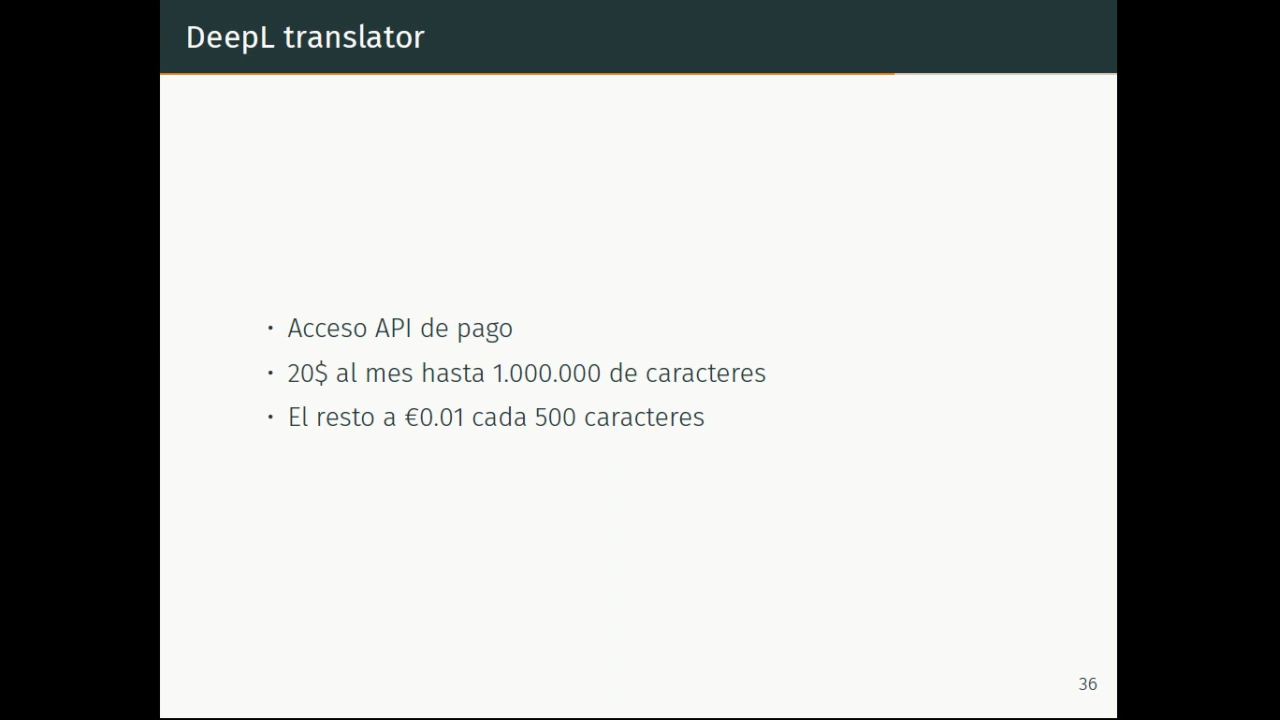 DeepL translator
• Acceso API de pago
• 20$ al mes hasta 1.000.000 de caracteres
• El resto a €0.01 cada 500 caracteres
36